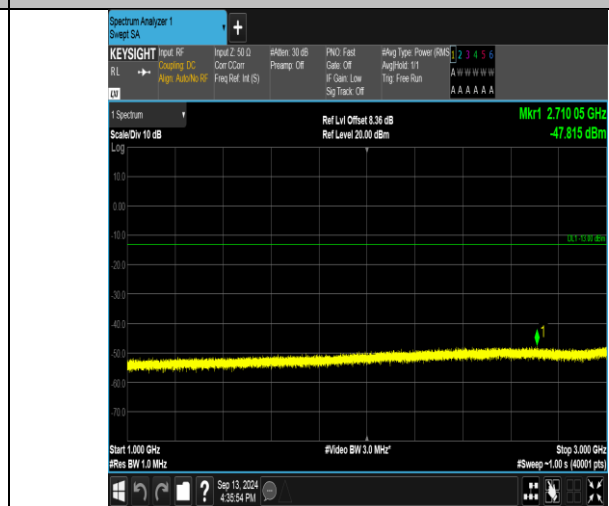 Spectrum Analyzer 1
Swept SA
+
KEYSIGHT Input: RF Input Z: 50 Ω #Atten: 30 dB PNO: Fast #Avg Type: Power (RMS 1 2 3 4 5 6
RL Coupling: DC Corr CCorr Preamp: Off Gate: Off Avg|Hold: 1/1 A W W W W W
Align: Auto/No RF Freq Ref: Int (S) IF Gain: Low Trig: Free Run
LXI Sig Track: Off A A A A A A
1 Spectrum Ref Lvl Offset 8.36 dB Mkr1 2.710 05 GHz
Scale/Div 10 dB Ref Level 20.00 dBm -47.815 dBm
Log
10.0
0.00
-10.0
DL1 -13.00 dBm
-20.0
-30.0
-40.0
1
-50.0
-60.0
-70.0
Start 1.000 GHz #Video BW 3.0 MHz* Stop 3.000 GHz
#Res BW 1.0 MHz #Sweep ~1.00 s (40001 pts)
? Sep 13, 2024
4:35:54 PM